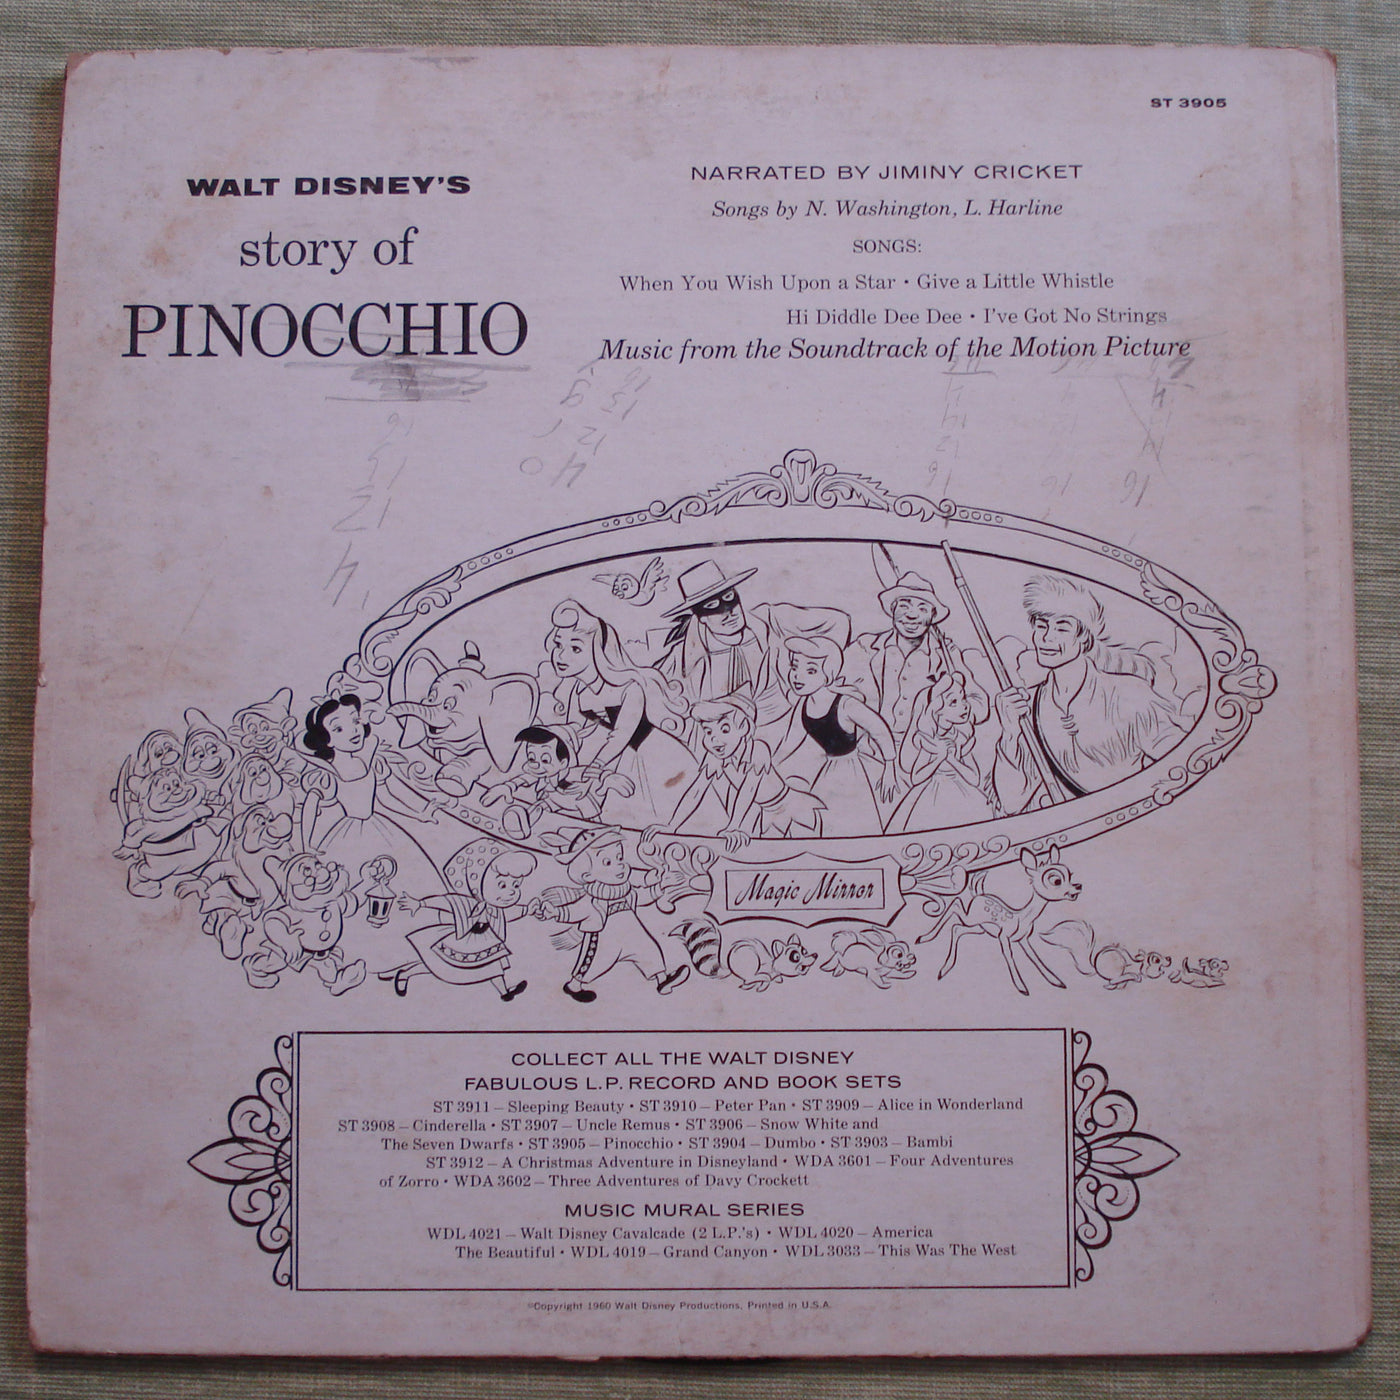 ST 3905
WALT DISNEY'S
story of
PINOCCHIO
NARRATED BY JIMINY CRICKET
Songs by N. Washington, L. Harline
SONGS:
When You Wish Upon a Star • Give a Little Whistle
Hi Diddle Dee Dee • I've Got No Strings
Music from the Soundtrack of the Motion Picture
Magic Mirror
COLLECT ALL THE WALT DISNEY
FABULOUS L.P. RECORD AND BOOK SETS
ST 3911 – Sleeping Beauty • ST 3910 – Peter Pan • ST 3909 – Alice in Wonderland
ST 3908 – Cinderella • ST 3907 – Uncle Remus • ST 3906 – Snow White and
The Seven Dwarfs • ST 3905 – Pinocchio • ST 3904 – Dumbo • ST 3903 – Bambi
ST 3912 – A Christmas Adventure in Disneyland • WDA 3601 – Four Adventures
of Zorro • WDA 3602 – Three Adventures of Davy Crockett
MUSIC MURAL SERIES
WDL 4021 – Walt Disney Cavalcade (2 L.P.'s) • WDL 4020 – America
The Beautiful • WDL 4019 – Grand Canyon • WDL 3033 – This Was The West
©Copyright 1960 Walt Disney Productions, Printed in U.S.A.